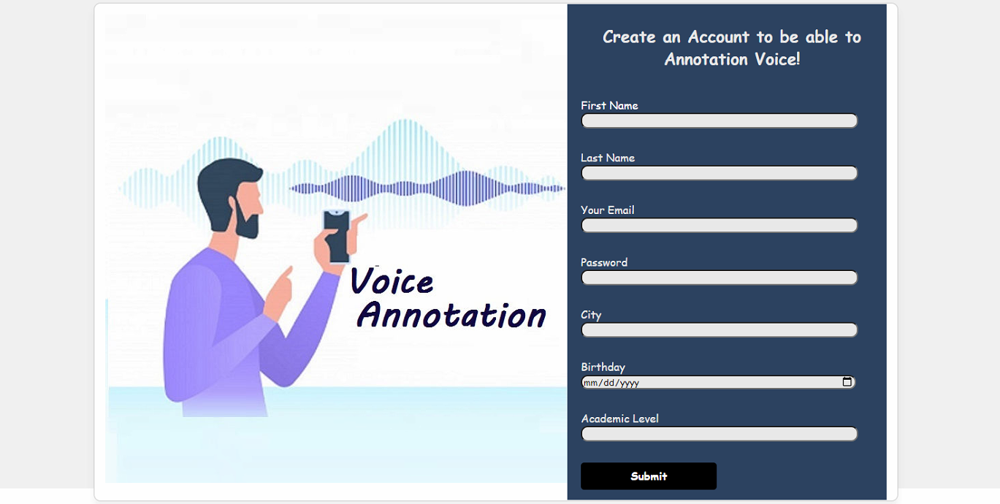 Create an Account to be able to
Annotation Voice!
First Name
Last Name
Your Email
Password
City
Birthday
mm/dd/yyyy
Academic Level
Submit
Voice
Annotation